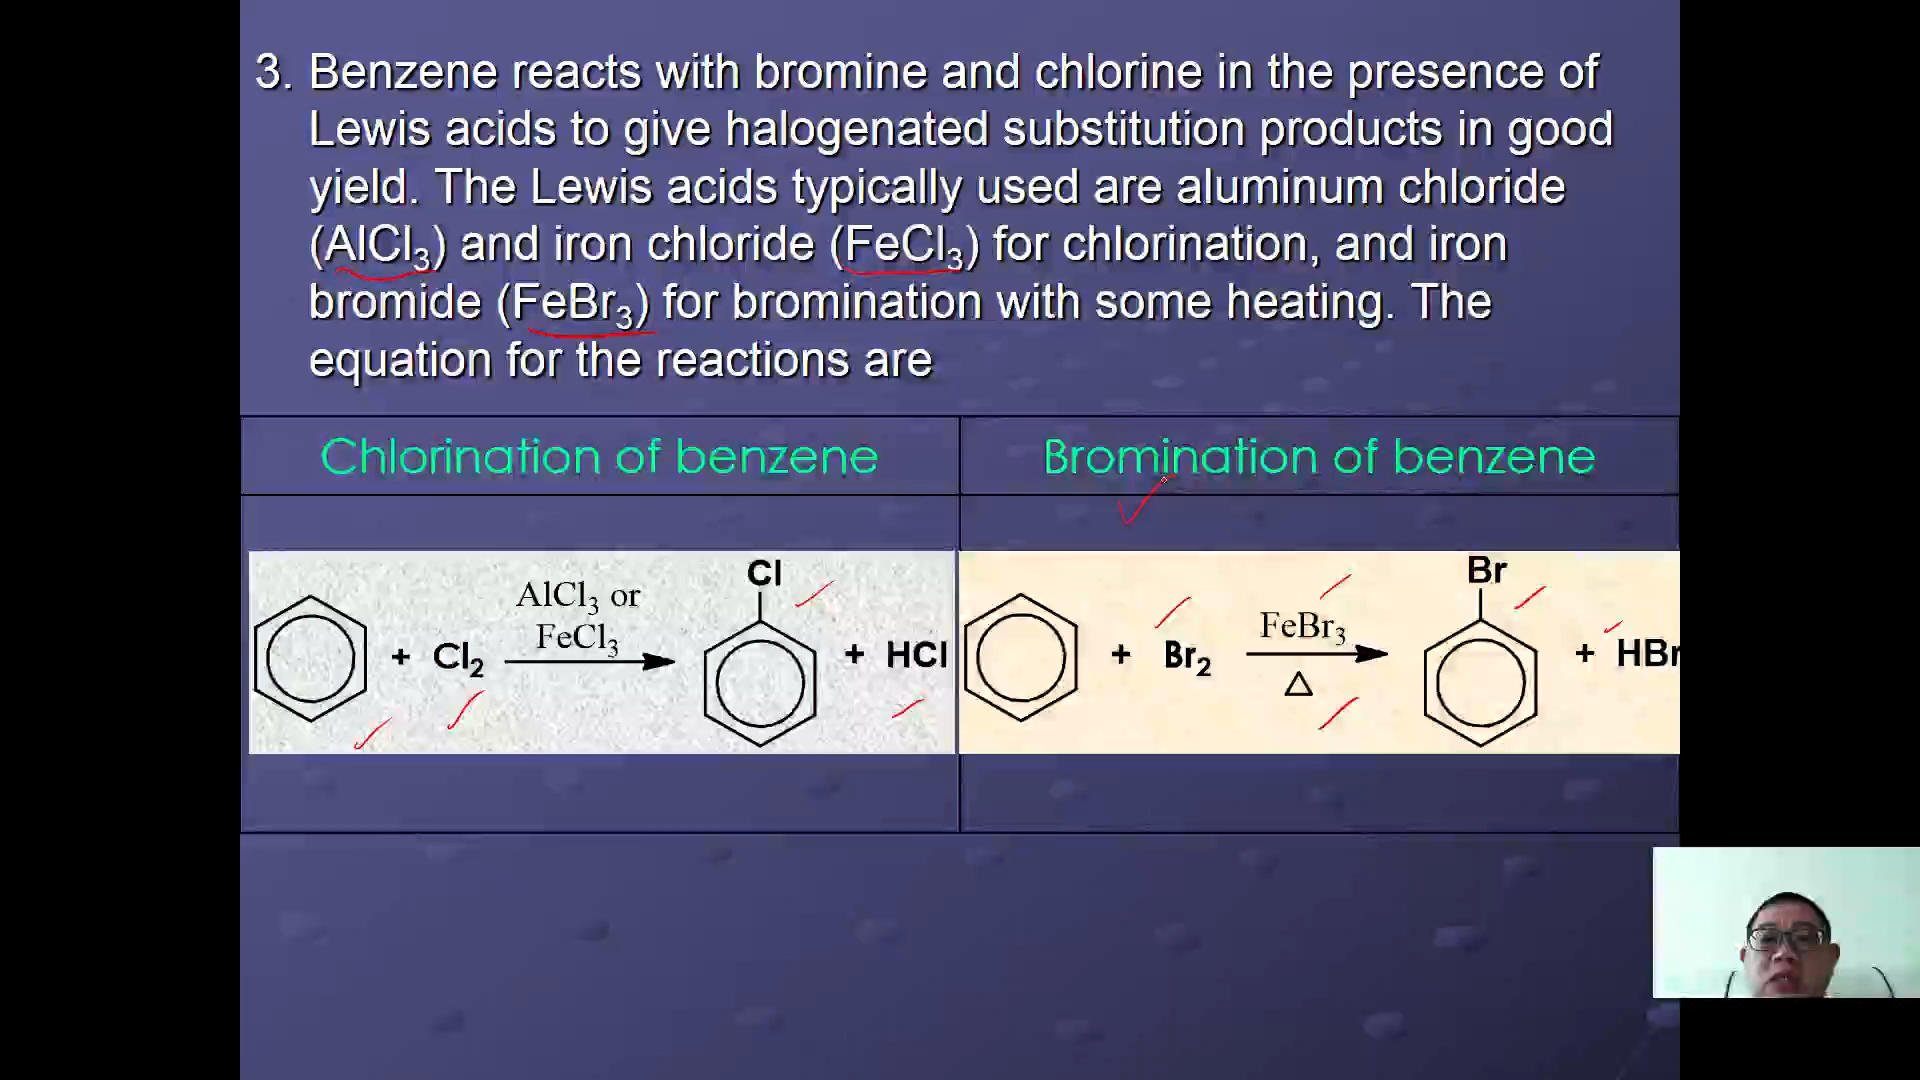 3. Benzene reacts with bromine and chlorine in the presence of
Lewis acids to give halogenated substitution products in good
yield. The Lewis acids typically used are aluminum chloride
(AlCl₃) and iron chloride (FeCl₃) for chlorination, and iron
bromide (FeBr₃) for bromination with some heating. The
equation for the reactions are
Chlorination of benzene
Bromination of benzene
Cl
AlCl₃ or
FeCl₃
+ Cl₂
+ HCl
Br
FeBr₃
+ Br₂
+ HBr
△